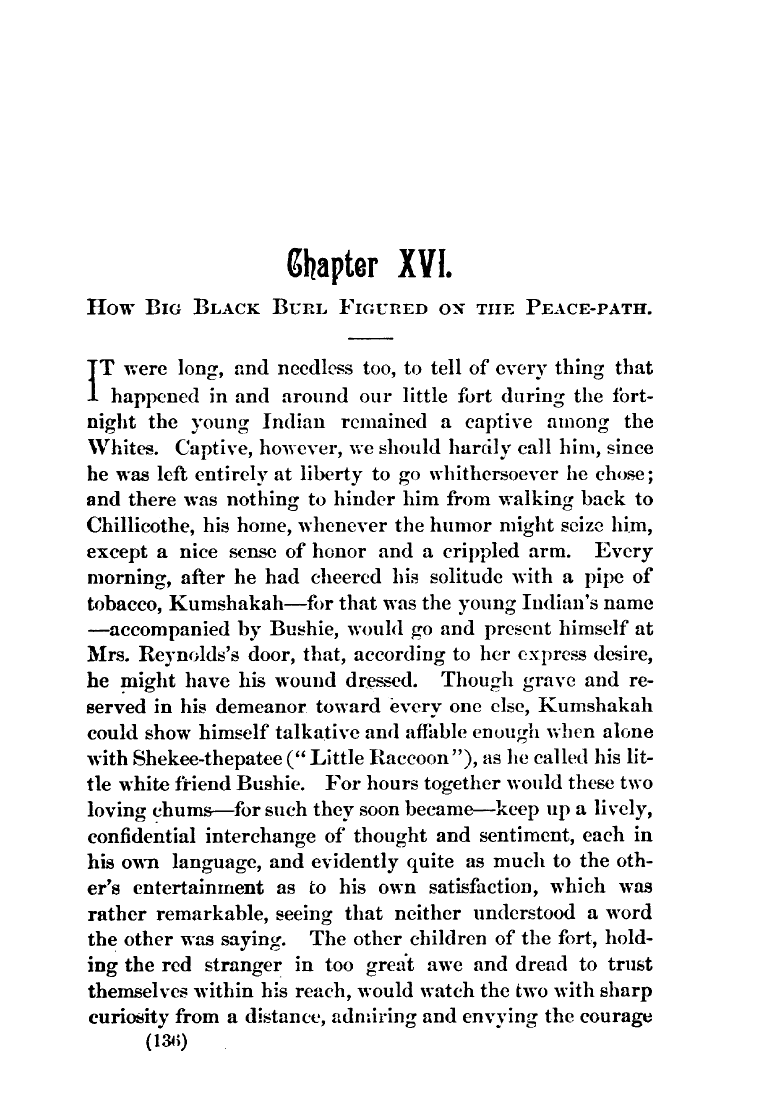 Chapter XVI.
How Big Black Burl Figured on the Peace-path.
IT were long, and needless too, to tell of every thing that
happened in and around our little fort during the fort-
night the young Indian remained a captive among the
Whites. Captive, however, we should hardly call him, since
he was left entirely at liberty to go whithersoever he chose;
and there was nothing to hinder him from walking back to
Chillicothe, his home, whenever the humor might seize him,
except a nice sense of honor and a crippled arm. Every
morning, after he had cheered his solitude with a pipe of
tobacco, Kumshakah—for that was the young Indian's name
—accompanied by Bushie, would go and present himself at
Mrs. Reynolds's door, that, according to her express desire,
he might have his wound dressed. Though grave and re-
served in his demeanor toward every one else, Kumshakah
could show himself talkative and affable enough when alone
with Shekee-thepatee ("Little Raccoon"), as he called his lit-
tle white friend Bushie. For hours together would these two
loving chums—for such they soon became—keep up a lively,
confidential interchange of thought and sentiment, each in
his own language, and evidently quite as much to the oth-
er's entertainment as to his own satisfaction, which was
rather remarkable, seeing that neither understood a word
the other was saying. The other children of the fort, hold-
ing the red stranger in too great awe and dread to trust
themselves within his reach, would watch the two with sharp
curiosity from a distance, admiring and envying the courage
(136)